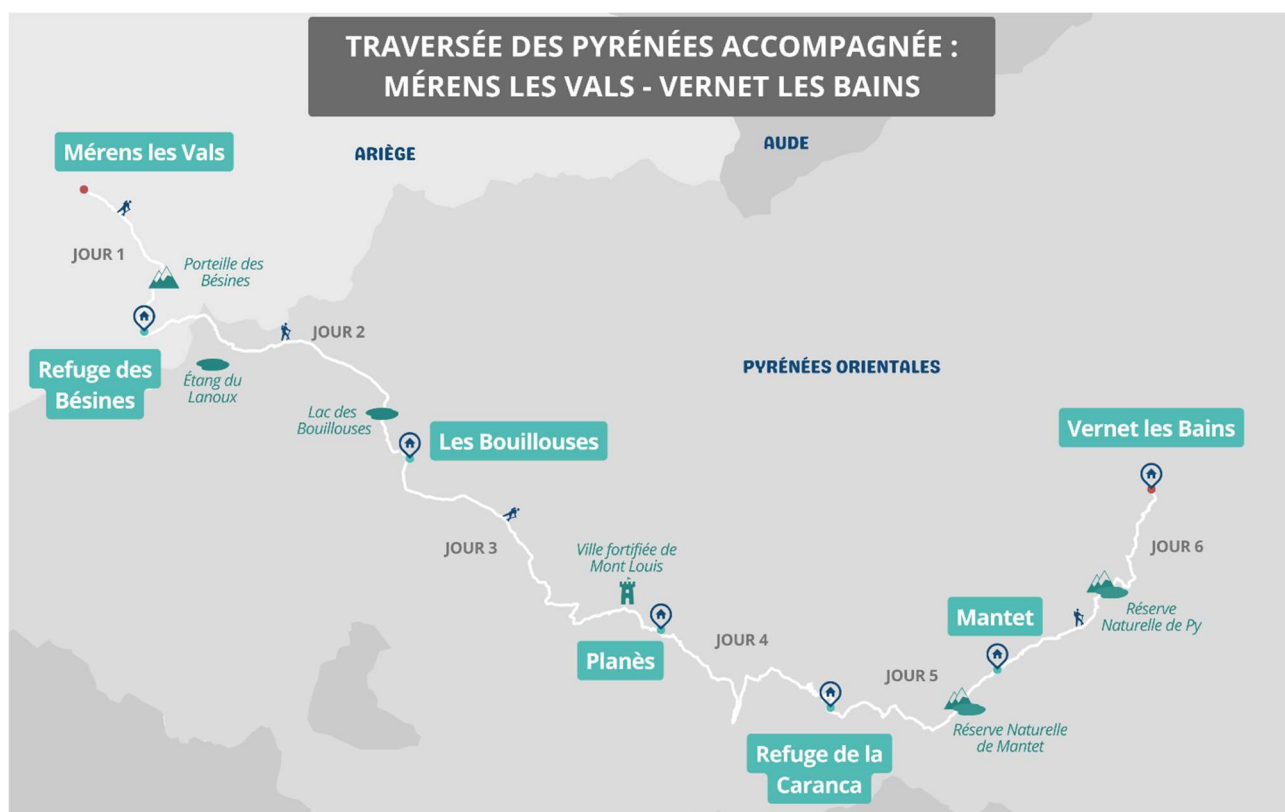 TRAVERSÉE DES PYRÉNÉES ACCOMPAGNÉE :
MÉRENS LES VALS - VERNET LES BAINS
AUDE
Mérens les Vals
ARIÈGE
JOUR 1
Porteille des
Bésines
JOUR 2
Refuge des
Bésines
Étang du
Lanoux
PYRÉNÉES ORIENTALES
Lac des
Bouillouses
Les Bouillouses
Vernet les Bains
JOUR 3
Ville fortifiée de
Mont Louis
JOUR 6
Planès
JOUR 4
Mantet
Réserve
Naturelle de Py
JOUR 5
Refuge de la
Caranca
Réserve Naturelle
de Mantet